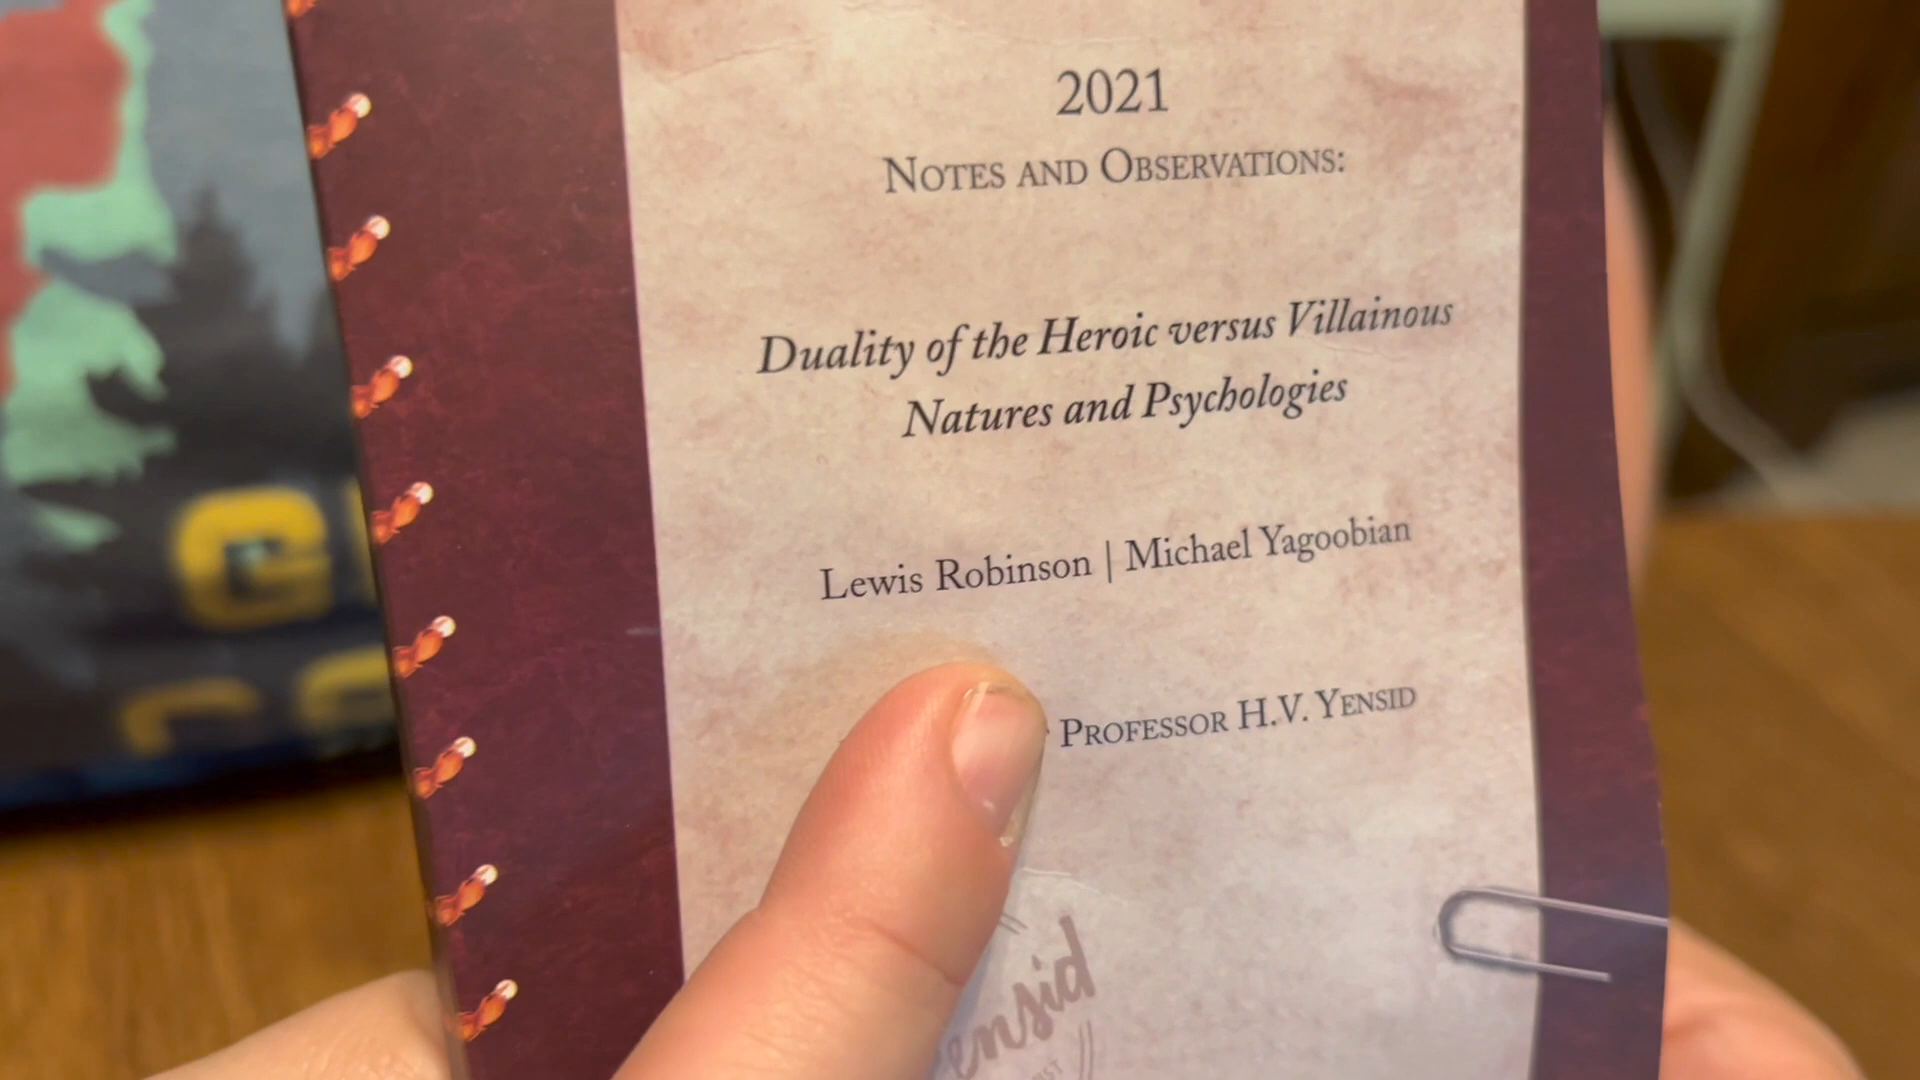 2021
NOTES AND OBSERVATIONS:
Duality of the Heroic versus Villainous
Natures and Psychologies
Lewis Robinson | Michael Yagoobian
PROFESSOR H.V. YENSID